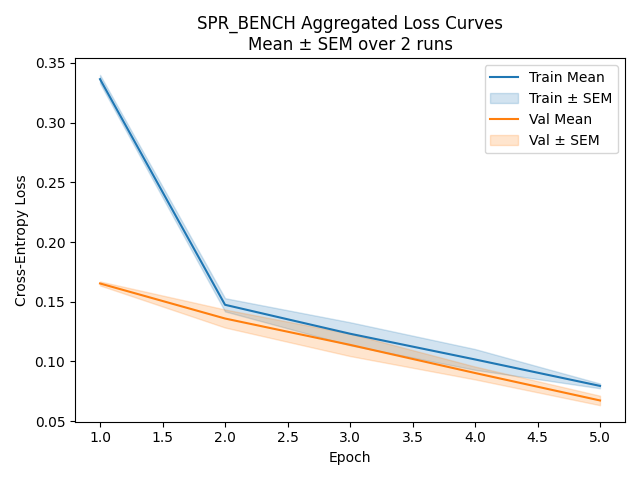 SPR_BENCH Aggregated Loss Curves
Mean ± SEM over 2 runs
Train Mean
Train ± SEM
Val Mean
Val ± SEM
Cross-Entropy Loss
0.35
0.30
0.25
0.20
0.15
0.10
0.05
1.0 1.5 2.0 2.5 3.0 3.5 4.0 4.5 5.0
Epoch